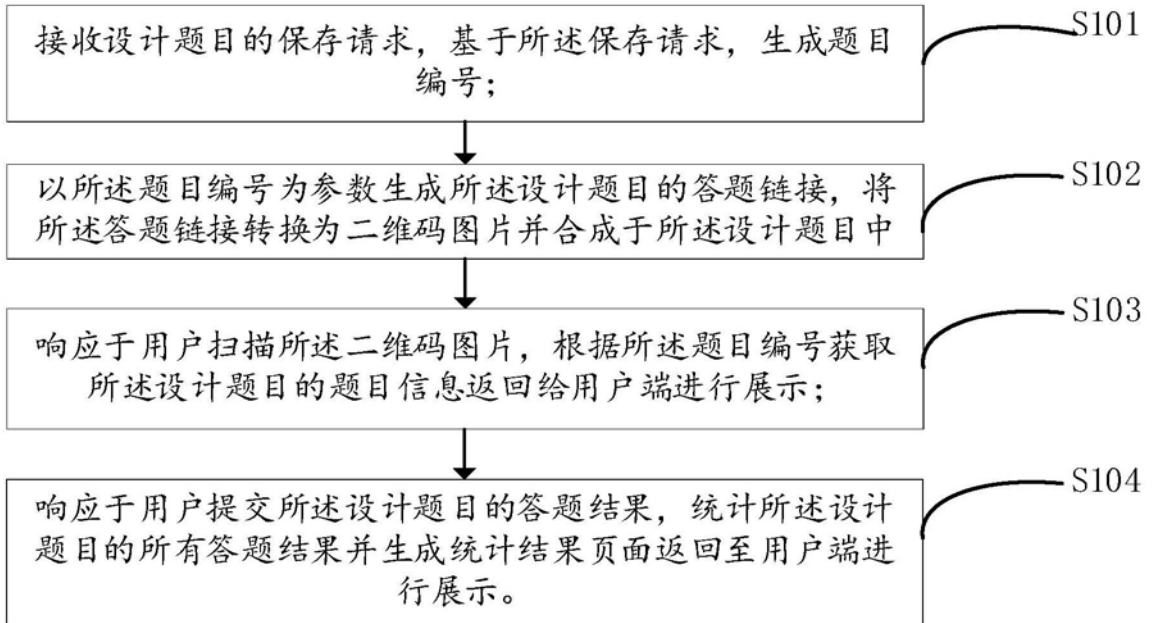 接收设计题目的保存请求，基于所述保存请求，生成题目
编号；
S101
以所述题目编号为参数生成所述设计题目的答题链接，将
所述答题链接转换为二维码图片并合成于所述设计题目中
S102
响应于用户扫描所述二维码图片，根据所述题目编号获取
所述设计题目的题目信息返回给用户端进行展示；
S103
响应于用户提交所述设计题目的答题结果，统计所述设计
题目的所有答题结果并生成统计结果页面返回至用户端进
行展示。
S104